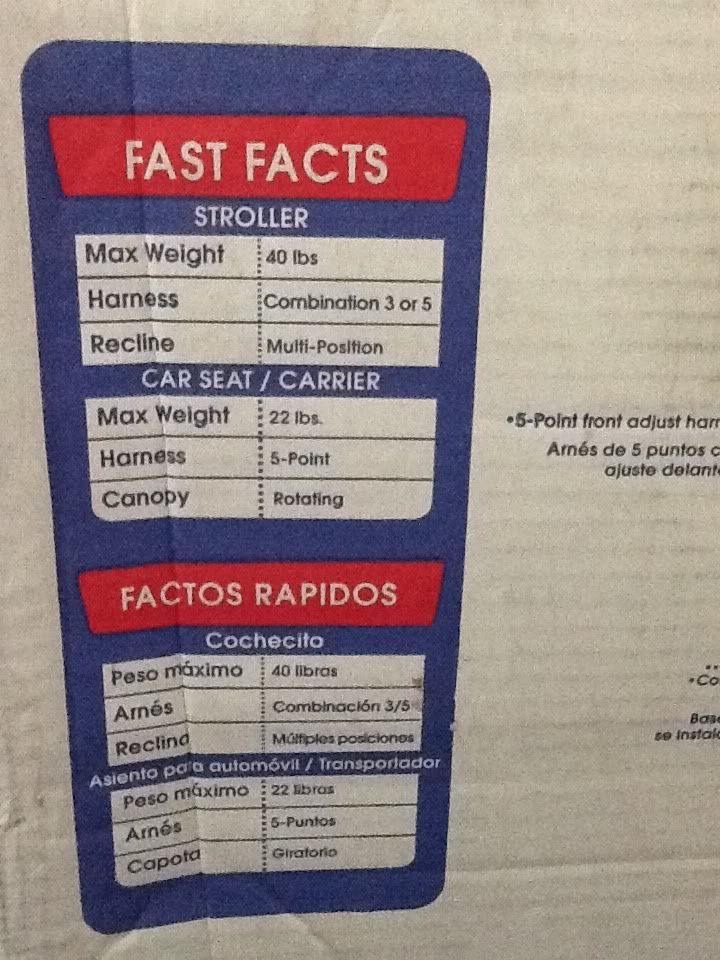 FAST FACTS
STROLLER
Max Weight 40 lbs
Harness Combination 3 or 5
Recline Multi-Position
CAR SEAT / CARRIER
Max Weight 22 lbs.
Harness 5-Point
Canopy Rotating
FACTOS RAPIDOS
Cochecito
Peso máximo 40 libras
Arnés Combinación 3/5
Reclina Múltiples posiciones
Asiento para automóvil / Transportador
Peso máximo 22 libras
Arnés 5-Puntos
Capota Giratorio
•5-Point front adjust
Arnés de 5 puntos
ajuste
•Co
se